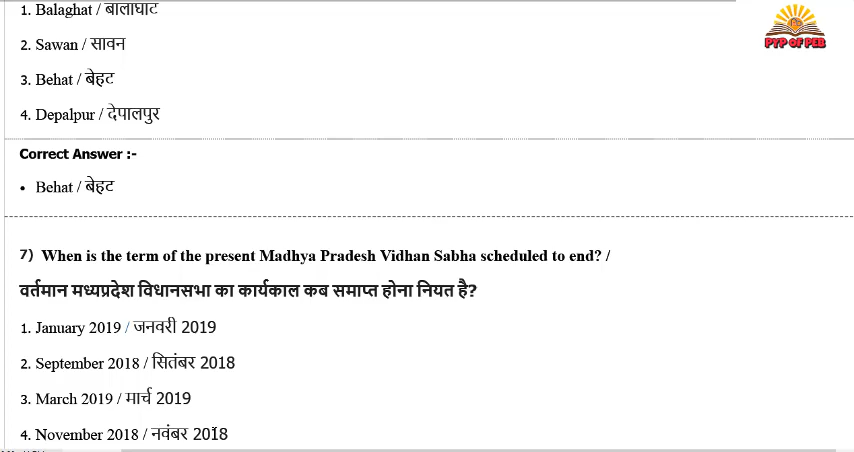 1. Balaghat / बालाघाट
PYP OF PEB
2. Sawan / सावन
3. Behat / बेहट
4. Depalpur / देपालपुर
Correct Answer :-
• Behat / बेहट
7) When is the term of the present Madhya Pradesh Vidhan Sabha scheduled to end? /
वर्तमान मध्यप्रदेश विधानसभा का कार्यकाल कब समाप्त होना नियत है?
1. January 2019 / जनवरी 2019
2. September 2018 / सितंबर 2018
3. March 2019 / मार्च 2019
4. November 2018 / नवंबर 2018